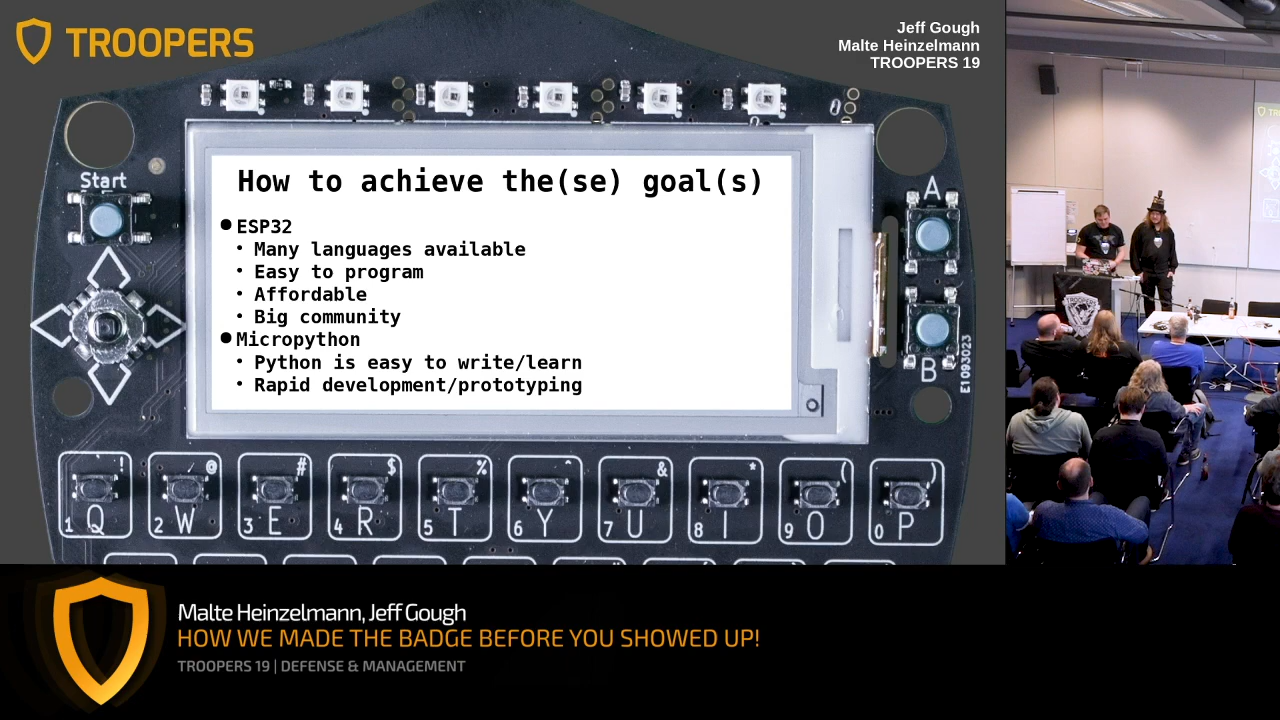 TROOPERS
Jeff Gough
Malte Heinzelmann
TROOPERS 19
Start
A
B
E1093023
How to achieve the(se) goal(s)
ESP32
Many languages available
Easy to program
Affordable
Big community
Micropython
Python is easy to write/learn
Rapid development/prototyping
! @ # $ % ^ & * ( )
1 Q 2 W 3 E 4 R 5 T 6 Y 7 U 8 I 9 O 0 P
TROOPERS
Malte Heinzelmann, Jeff Gough
HOW WE MADE THE BADGE BEFORE YOU SHOWED UP!
TROOPERS 19 | DEFENSE & MANAGEMENT